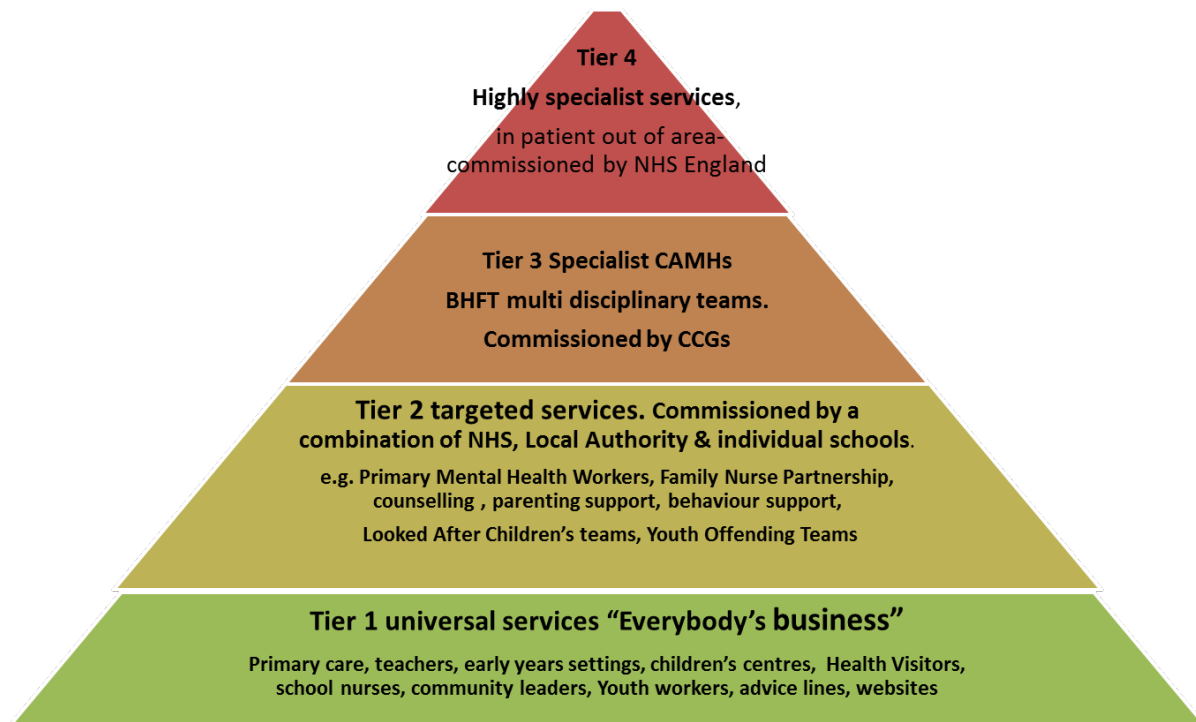 Tier 4
Highly specialist services,
in patient out of area-
commissioned by NHS England
Tier 3 Specialist CAMHs
BHFT multi disciplinary teams.
Commissioned by CCGs
Tier 2 targeted services. Commissioned by a
combination of NHS, Local Authority & individual schools.
e.g. Primary Mental Health Workers, Family Nurse Partnership,
counselling , parenting support, behaviour support,
Looked After Children’s teams, Youth Offending Teams
Tier 1 universal services “Everybody’s business”
Primary care, teachers, early years settings, children’s centres, Health Visitors,
school nurses, community leaders, Youth workers, advice lines, websites